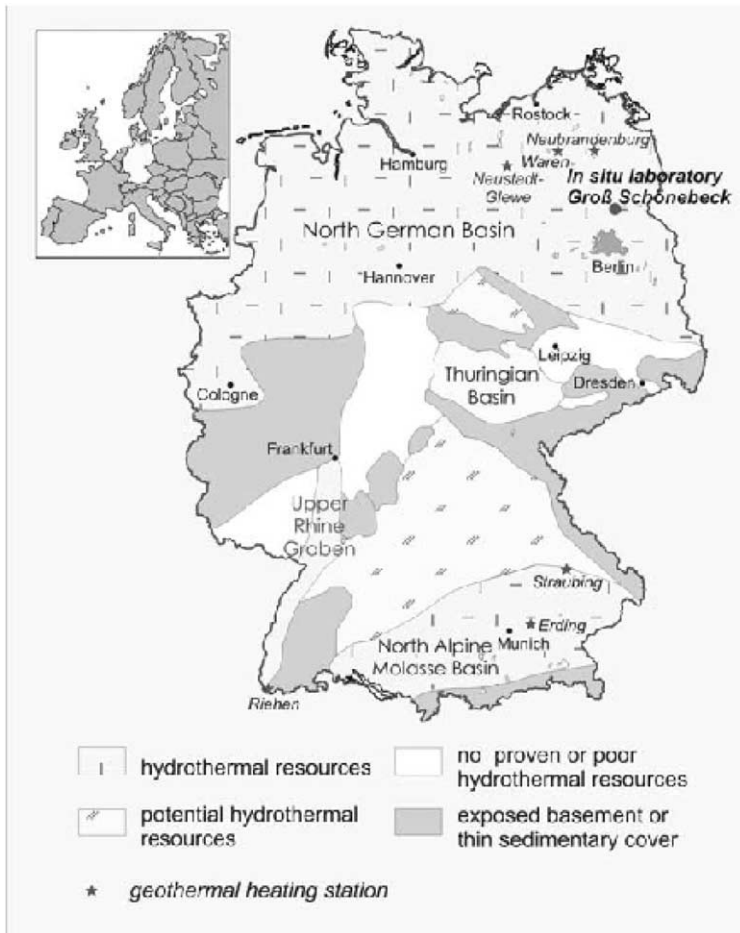 Rostock
Neubrandenburg
Waren
Hamburg
Neustadt-
Glewe
In situ laboratory
Groß Schönebeck
North German Basin
Berlin
Hannover
Leipzig
Thuringian
Basin
Dresden
Cologne
Frankfurt
Upper
Rhine
Graben
Straubing
Erding
North Alpine
Molasse Basin
Munich
Riehen
hydrothermal resources
no proven or poor
hydrothermal resources
potential hydrothermal
resources
exposed basement or
thin sedimentary cover
geothermal heating station